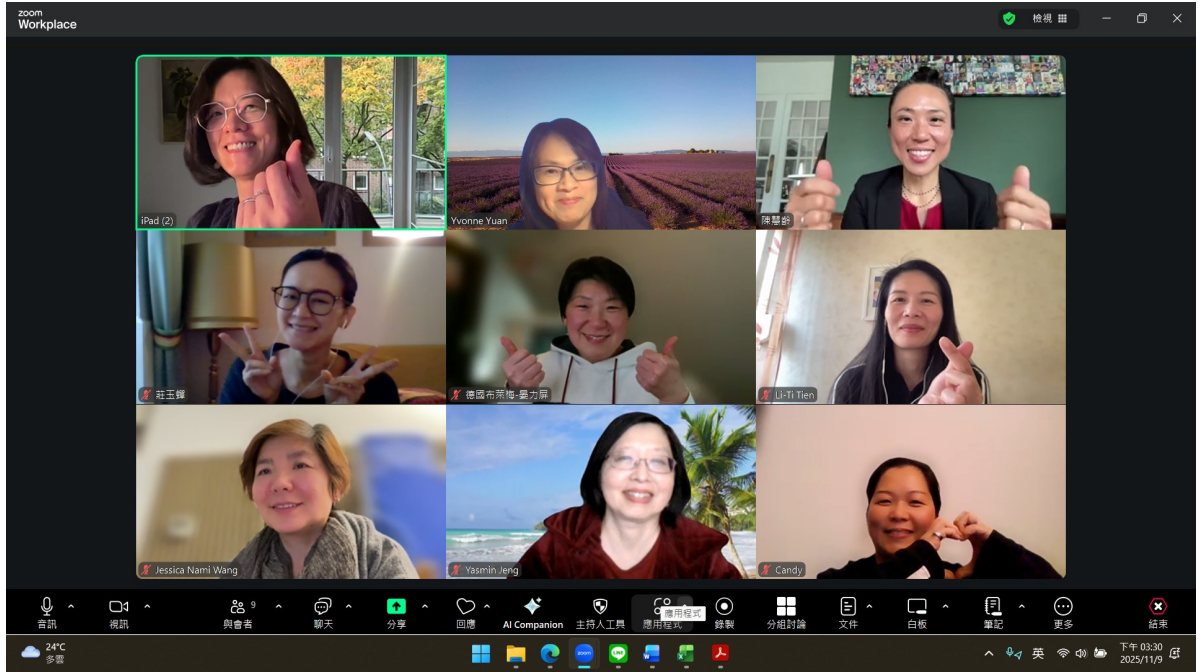 zoom
Workplace
檢視
iPad (2)
Yvonne Yuan
陳慧齡
莊玉蟬
德國布萊梅-晏力屏
Li-Ti Tien
Jessica Nami Wang
Yasmin Jeng
Candy
9
音訊
視訊
與會者
聊天
分享
回應
AI Companion
主持人工具
應用程式
應用程式
錄製
分組討論
文件
白板
筆記
更多
結束
24°C
多雲
zoom
英
下午 03:30
2025/11/9